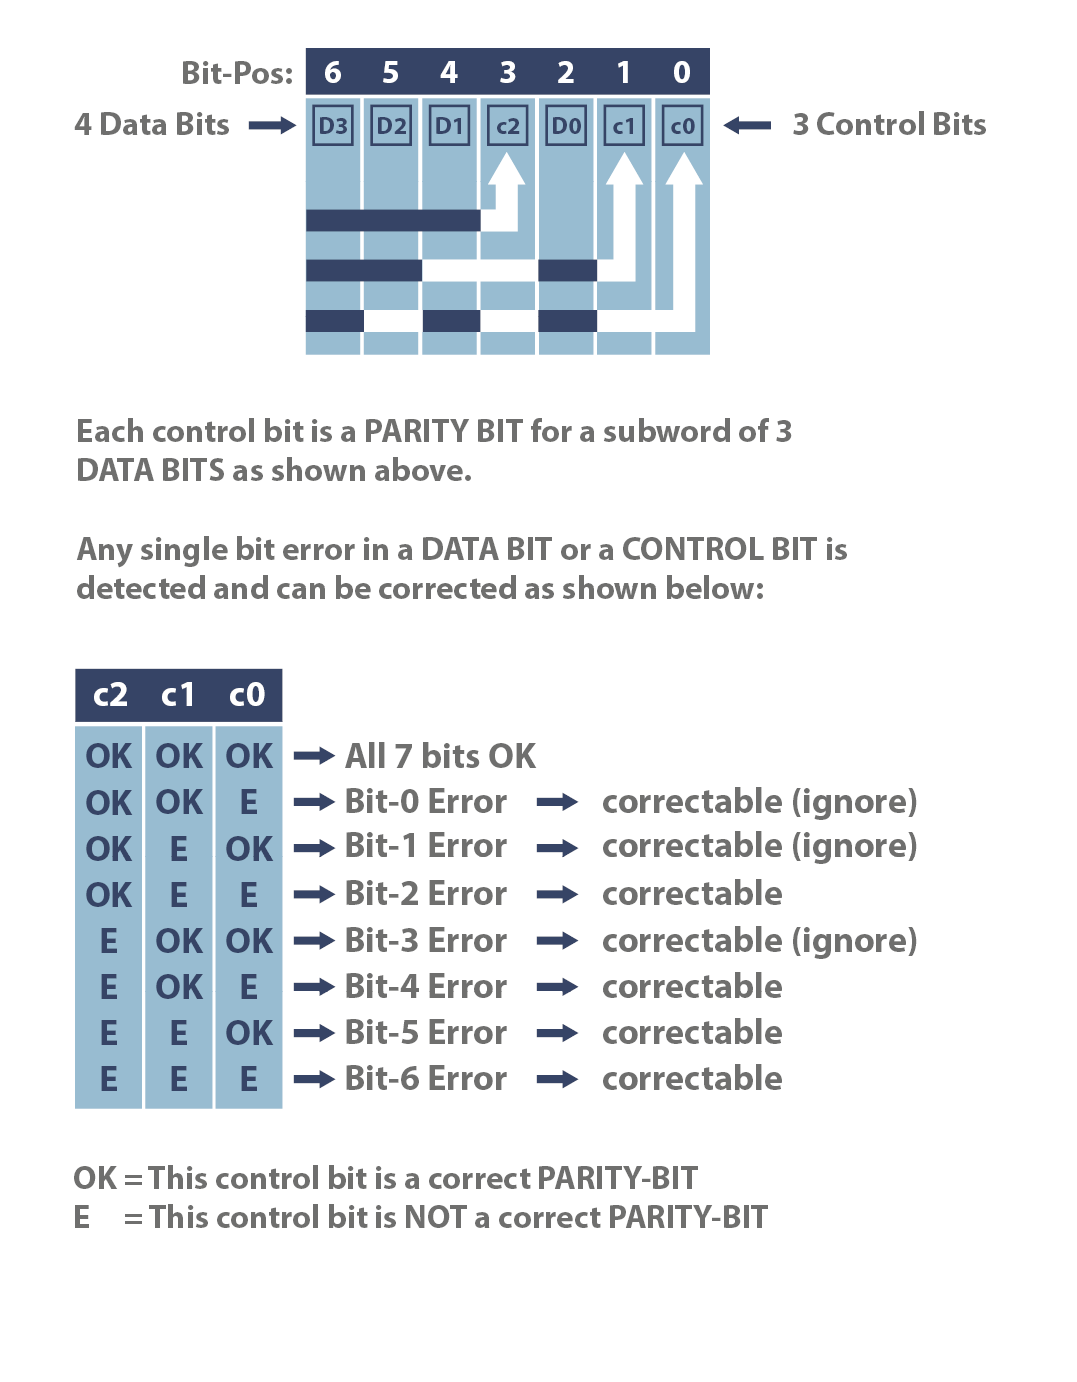 Bit-Pos: 6 5 4 3 2 1 0
4 Data Bits D3 D2 D1 c2 D0 c1 c0 3 Control Bits
Each control bit is a PARITY BIT for a subword of 3
DATA BITS as shown above.
Any single bit error in a DATA BIT or a CONTROL BIT is
detected and can be corrected as shown below:
c2 c1 c0
OK OK OK All 7 bits OK
OK OK E Bit-0 Error correctable (ignore)
OK E OK Bit-1 Error correctable (ignore)
OK E E Bit-2 Error correctable
E OK OK Bit-3 Error correctable (ignore)
E OK E Bit-4 Error correctable
E E OK Bit-5 Error correctable
E E E Bit-6 Error correctable
OK = This control bit is a correct PARITY-BIT
E = This control bit is NOT a correct PARITY-BIT